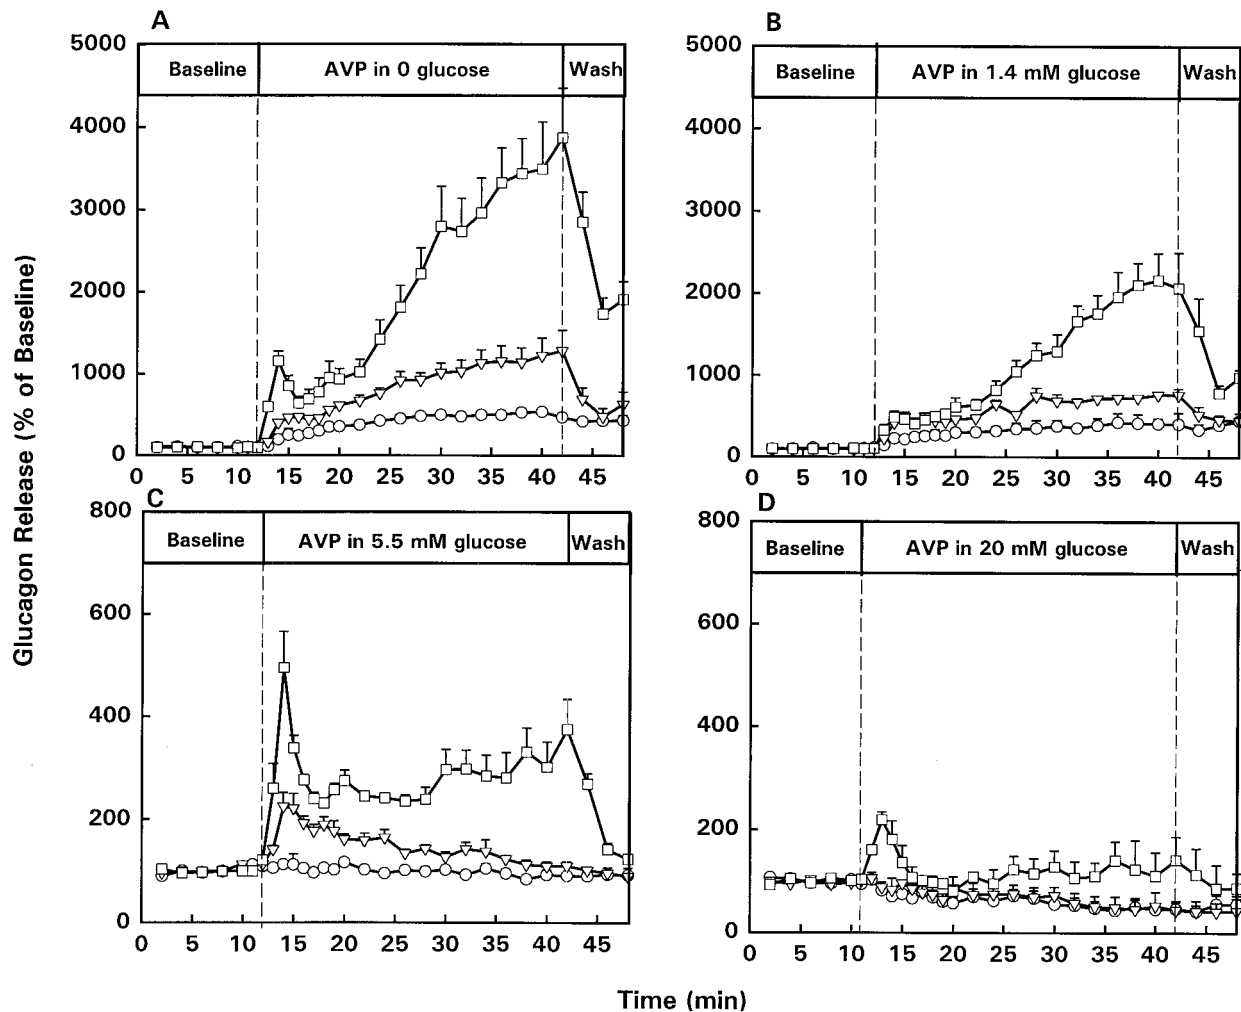 A
B
5000
Baseline
AVP in 0 glucose
Wash
4000
3000
2000
1000
0
0 5 10 15 20 25 30 35 40 45
5000
Baseline
AVP in 1.4 mM glucose
Wash
4000
3000
2000
1000
0
0 5 10 15 20 25 30 35 40 45
Glucagon Release (% of Baseline)
C
D
800
Baseline
AVP in 5.5 mM glucose
Wash
600
400
200
0
0 5 10 15 20 25 30 35 40 45
800
Baseline
AVP in 20 mM glucose
Wash
600
400
200
0
0 5 10 15 20 25 30 35 40 45
Time (min)